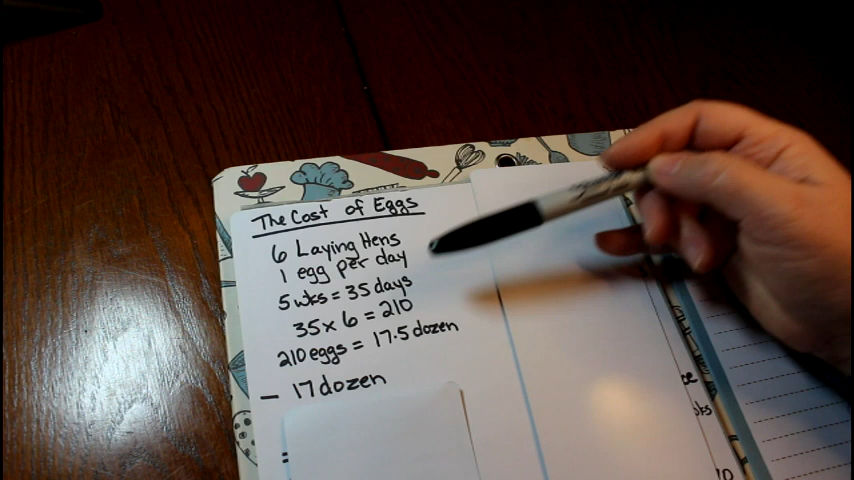 The Cost of Eggs
6 Laying Hens
1 egg per day
5 wks = 35 days
35 x 6 = 210
210 eggs = 17.5 dozen
– 17 dozen
=
wks